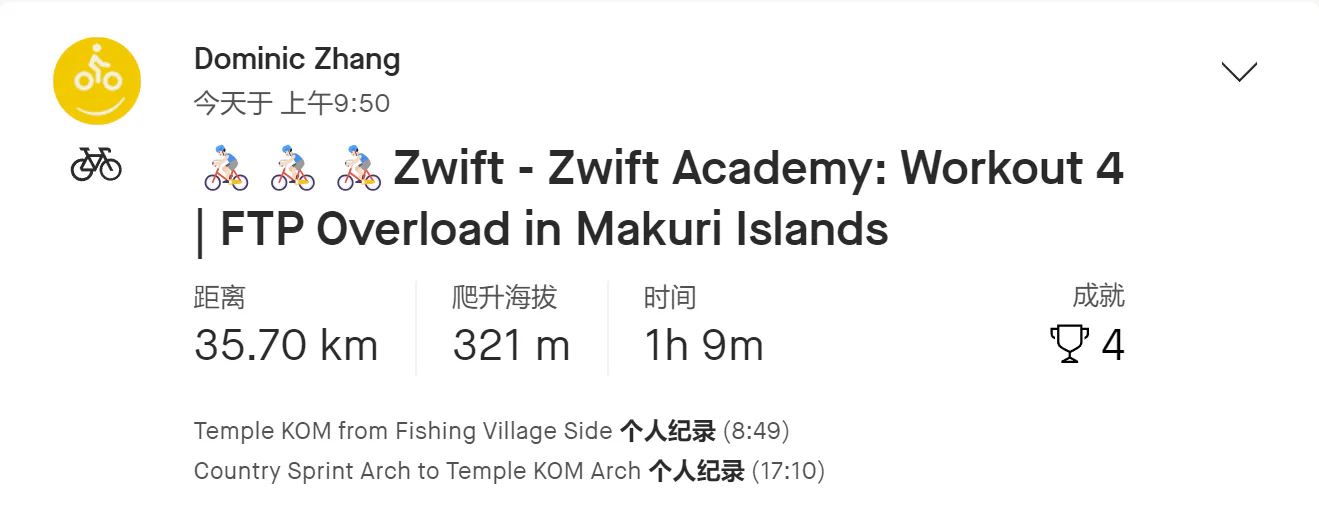 Dominic Zhang
今天于 上午9:50
Zwift - Zwift Academy: Workout 4
| FTP Overload in Makuri Islands
距离 爬升海拔 时间 成就
35.70 km 321 m 1h 9m 4
Temple KOM from Fishing Village Side 个人纪录 (8:49)
Country Sprint Arch to Temple KOM Arch 个人纪录 (17:10)